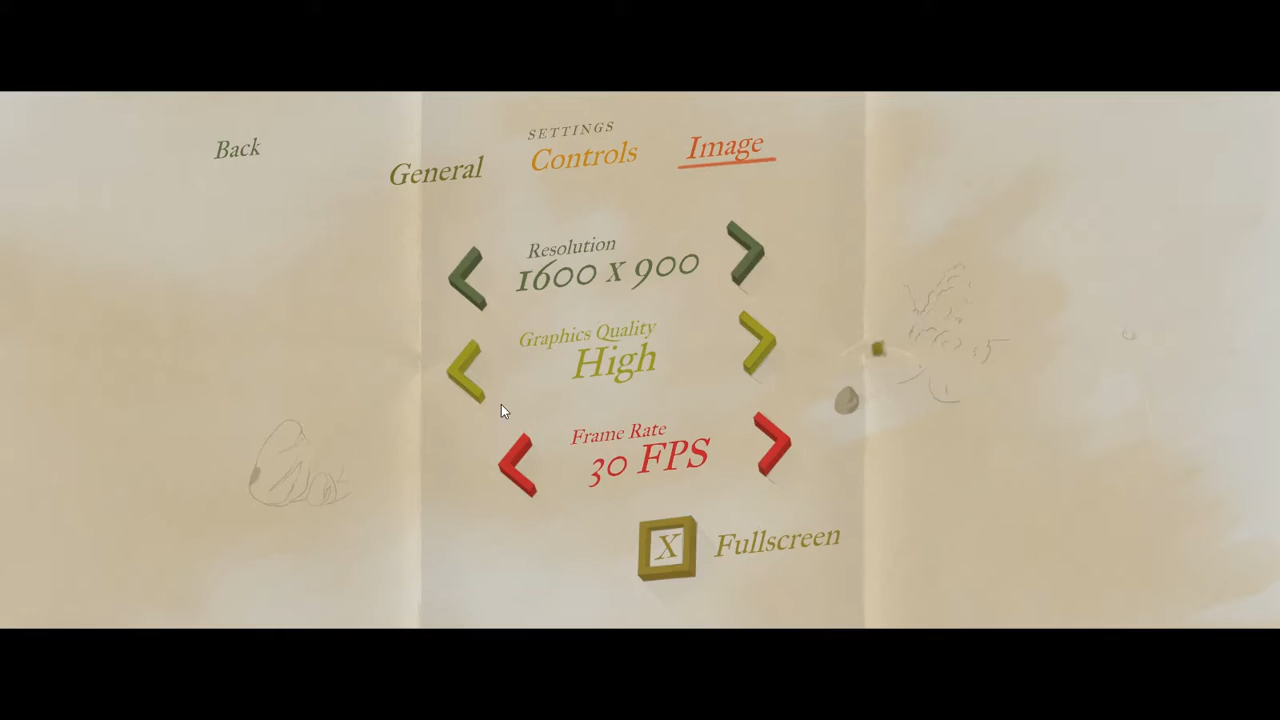 Back
SETTINGS
General
Controls
Image
Resolution
1600 x 900
Graphics Quality
High
Frame Rate
30 FPS
X
Fullscreen